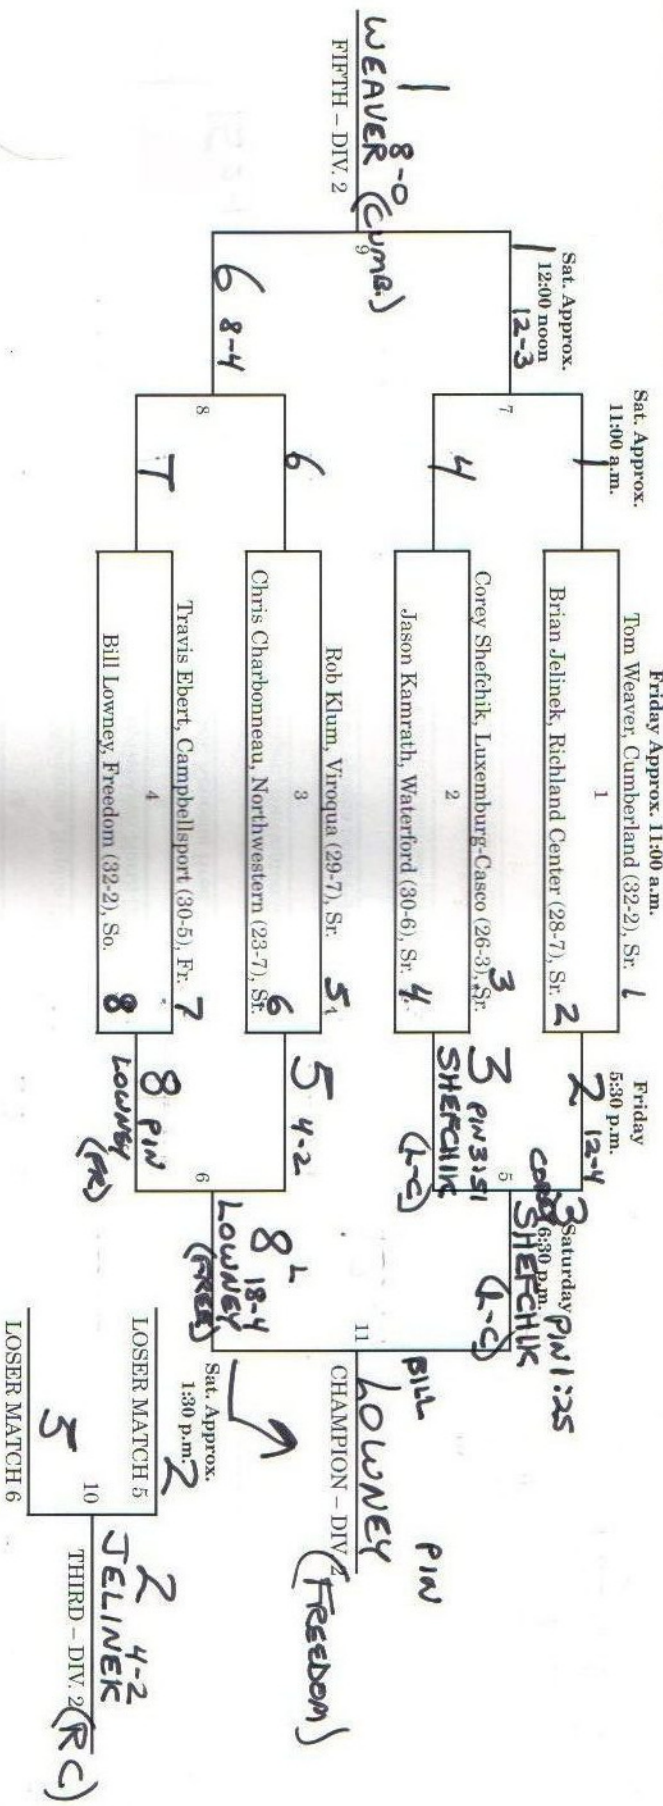 Friday Approx. 11:00 a.m.
Sat. Approx.
11:00 a.m.
Sat. Approx.
12:00 noon
Friday
5:30 p.m.
Saturday
6:30 p.m.
Tom Weaver, Cumberland (32-2), Sr. 1
1
Brian Jelinek, Richland Center (28-7), Sr. 2
Corey Shefchik, Luxemburg-Casco (26-3), Sr. 3
2
Jason Kamrath, Waterford (30-6), Sr. 4
Rob Klum, Viroqua (29-7), Sr. 5
3
Chris Charbonneau, Northwestern (23-7), Sr. 6
Travis Ebert, Campbellsport (30-5), Fr. 7
4
Bill Lowney, Freedom (32-2), So. 8
1
4
7
1 12-3
6
7
8
6 8-4
9
1 8-0
WEAVER (CUMB.)
FIFTH – DIV. 2
2 12-4
3 PIN 3:51
SHEFCHIK
(L-C)
5
3 COREY
SHEFCHIK PIN 1:25
(L-C)
5 4-2
8 PIN
LOWNEY
(FR)
6
8 L
18-4
LOWNEY
(FREE)
11
BILL
LOWNEY PIN
CHAMPION – DIV. 2
(FREEDOM)
Sat. Approx.
1:30 p.m.
LOSER MATCH 5
2
10
5
LOSER MATCH 6
2 4-2
JELINEK
THIRD – DIV. 2 (RC)